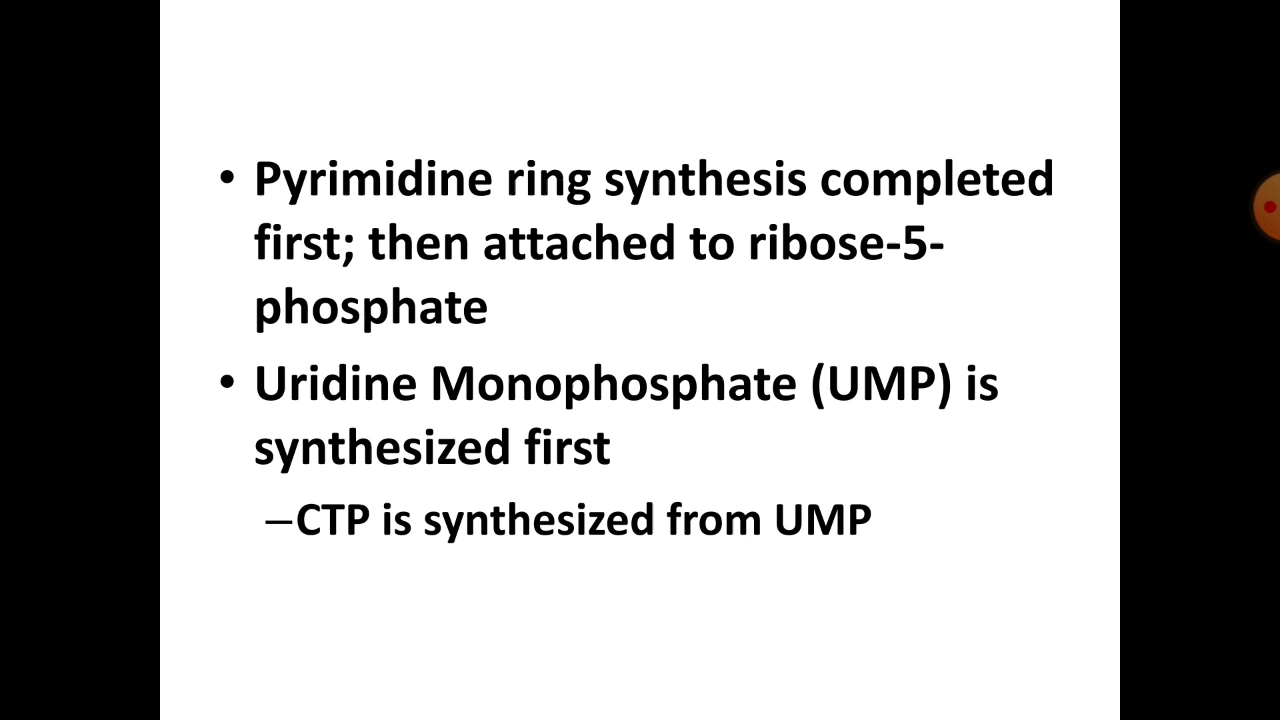 • Pyrimidine ring synthesis completed
first; then attached to ribose-5-
phosphate
• Uridine Monophosphate (UMP) is
synthesized first
–CTP is synthesized from UMP